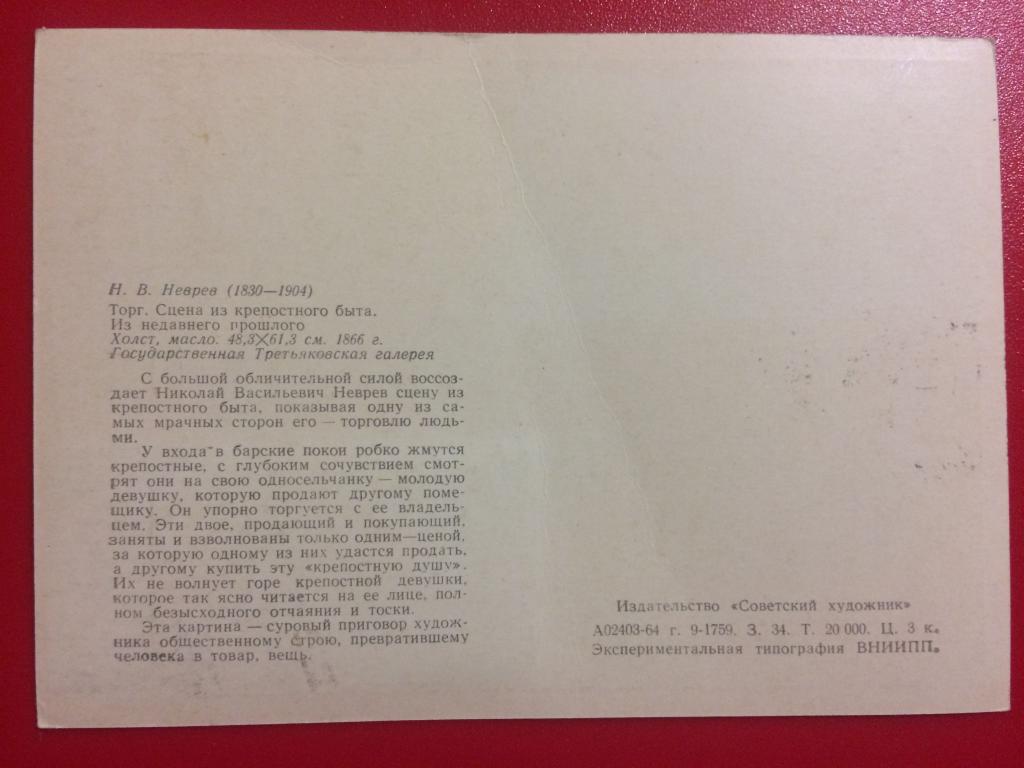 Н. В. Неврев (1830—1904)
Торг. Сцена из крепостного быта.
Из недавнего прошлого
Холст, масло. 48,3×61,3 см. 1866 г.
Государственная Третьяковская галерея
С большой обличительной силой воссоз-
дает Николай Васильевич Неврев сцену из
крепостного быта, показывая одну из са-
мых мрачных сторон его — торговлю людь-
ми.
У входа в барские покои робко жмутся
крепостные, с глубоким сочувствием смот-
рят они на свою односельчанку — молодую
девушку, которую продают другому поме-
щику. Он упорно торгуется с ее владель-
цем. Эти двое, продающий и покупающий,
заняты и взволнованы только одним—ценой,
за которую одному из них удастся продать,
а другому купить эту «крепостную душу».
Их не волнует горе крепостной девушки,
которое так ясно читается на ее лице, пол-
ном безысходного отчаяния и тоски.
Эта картина — суровый приговор худож-
ника общественному строю, превратившему
человека в товар, вещь.
Издательство «Советский художник»
А02403-64 г. 9-1759. З. 34. Т. 20 000. Ц. 3 к.
Экспериментальная типография ВНИИПП.